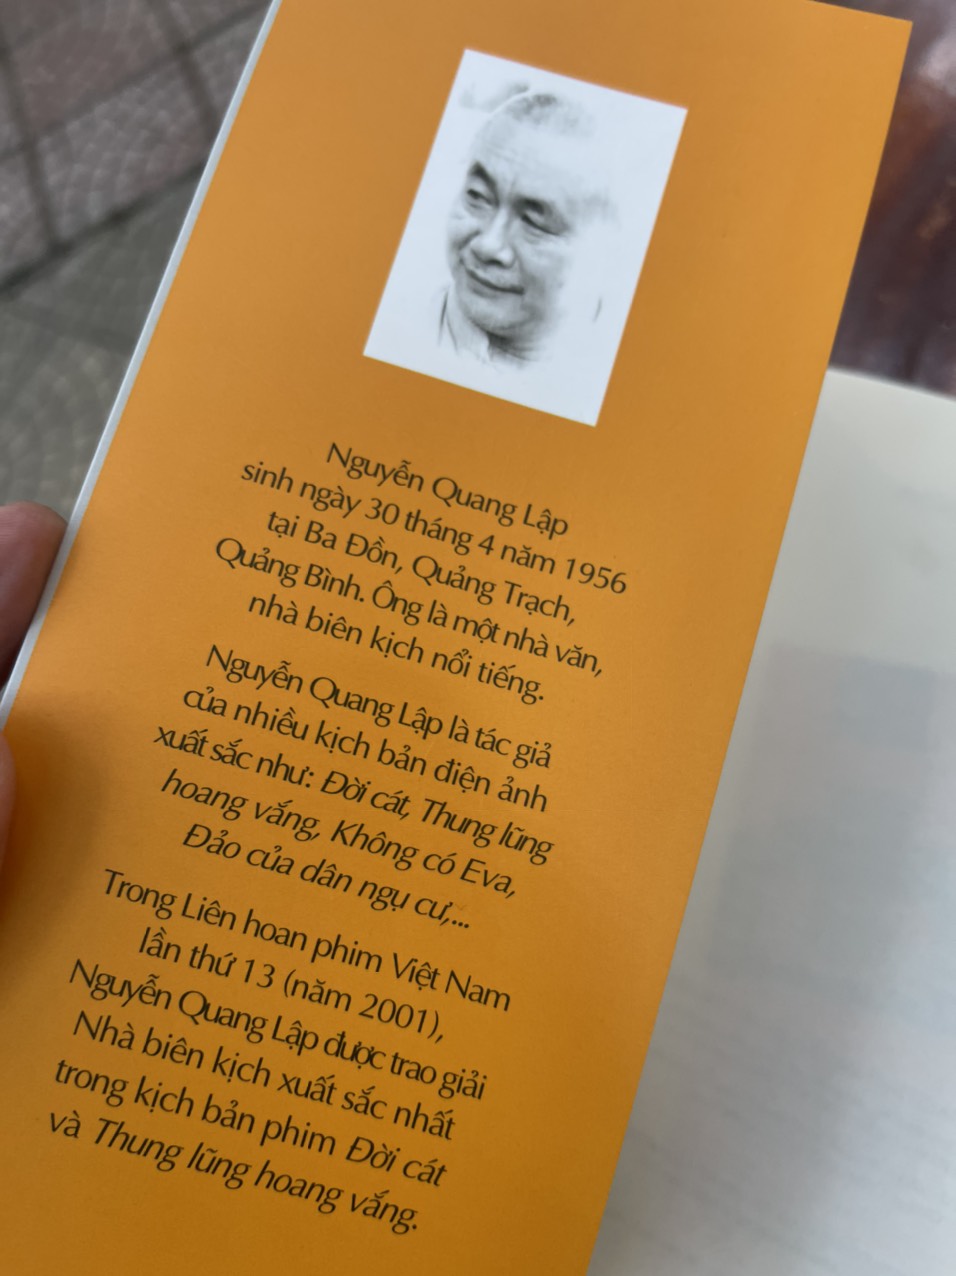 Nguyễn Quang Lập
sinh ngày 30 tháng 4 năm 1956
tại Ba Đồn, Quảng Trạch,
Quảng Bình. Ông là một nhà văn,
nhà biên kịch nổi tiếng.
Nguyễn Quang Lập là tác giả
của nhiều kịch bản điện ảnh
xuất sắc như: Đời cát, Thung lũng
hoang vắng, Không có Eva,
Đảo của dân ngụ cư,...
Trong Liên hoan phim Việt Nam
lần thứ 13 (năm 2001),
Nguyễn Quang Lập được trao giải
Nhà biên kịch xuất sắc nhất
trong kịch bản phim Đời cát
và Thung lũng hoang vắng.